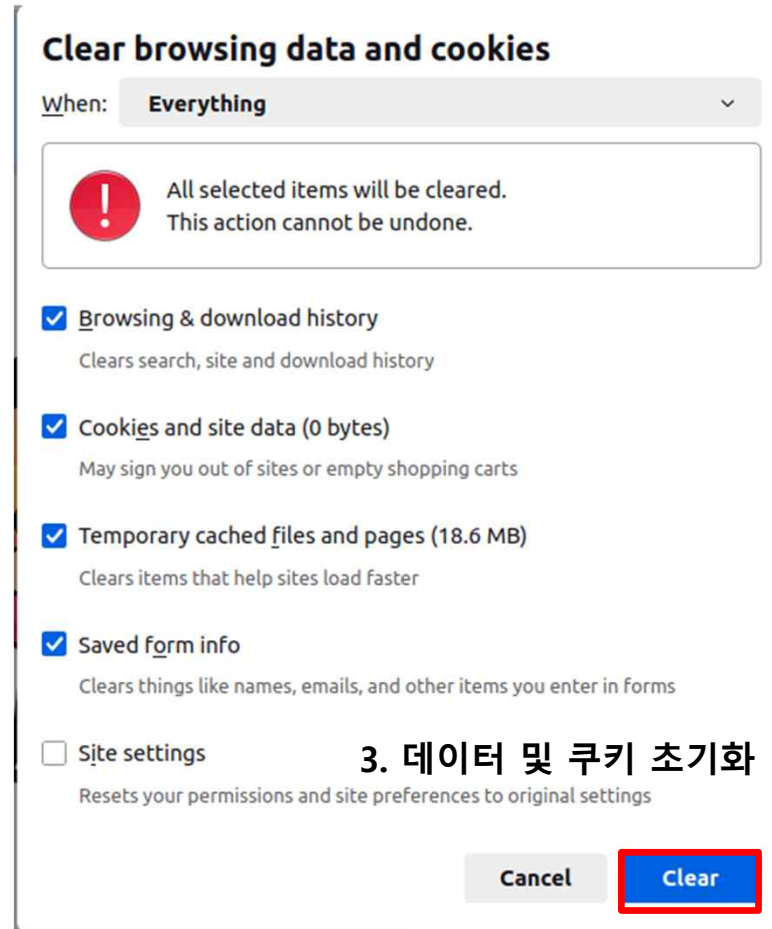 Clear browsing data and cookies
When: Everything
All selected items will be cleared.
This action cannot be undone.
Browsing & download history
Clears search, site and download history
Cookies and site data (0 bytes)
May sign you out of sites or empty shopping carts
Temporary cached files and pages (18.6 MB)
Clears items that help sites load faster
Saved form info
Clears things like names, emails, and other items you enter in forms
Site settings
3. 데이터 및 쿠키 초기화
Resets your permissions and site preferences to original settings
Cancel Clear